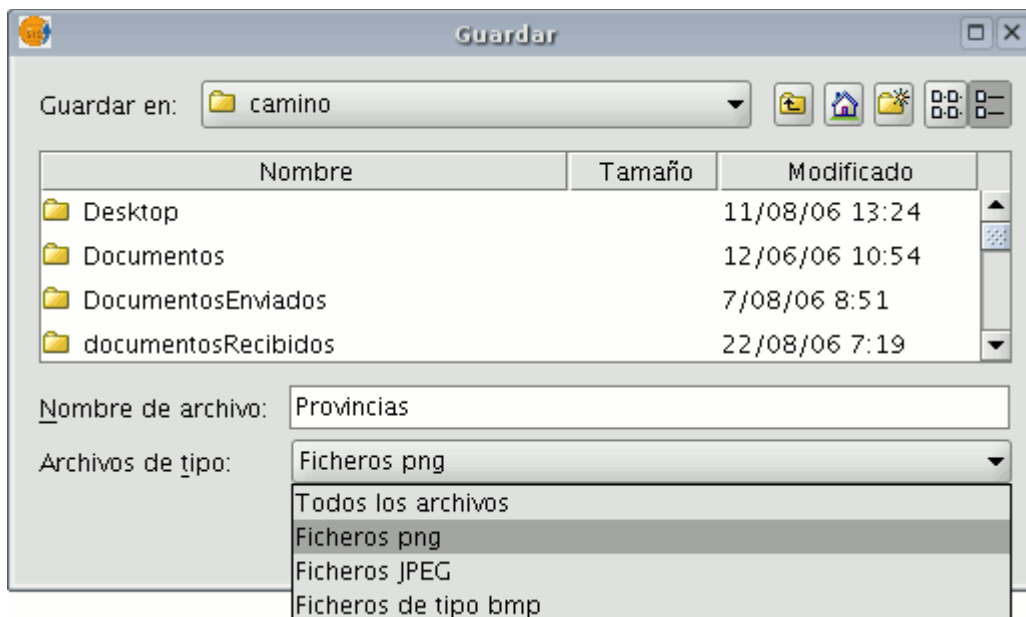 Guardar
Guardar en: camino
Nombre Tamaño Modificado
Desktop 11/08/06 13:24
Documentos 12/06/06 10:54
DocumentosEnviados 7/08/06 8:51
documentosRecibidos 22/08/06 7:19
Nombre de archivo: Provincias
Archivos de tipo: Ficheros png
Todos los archivos
Ficheros png
Ficheros JPEG
Ficheros de tipo bmp